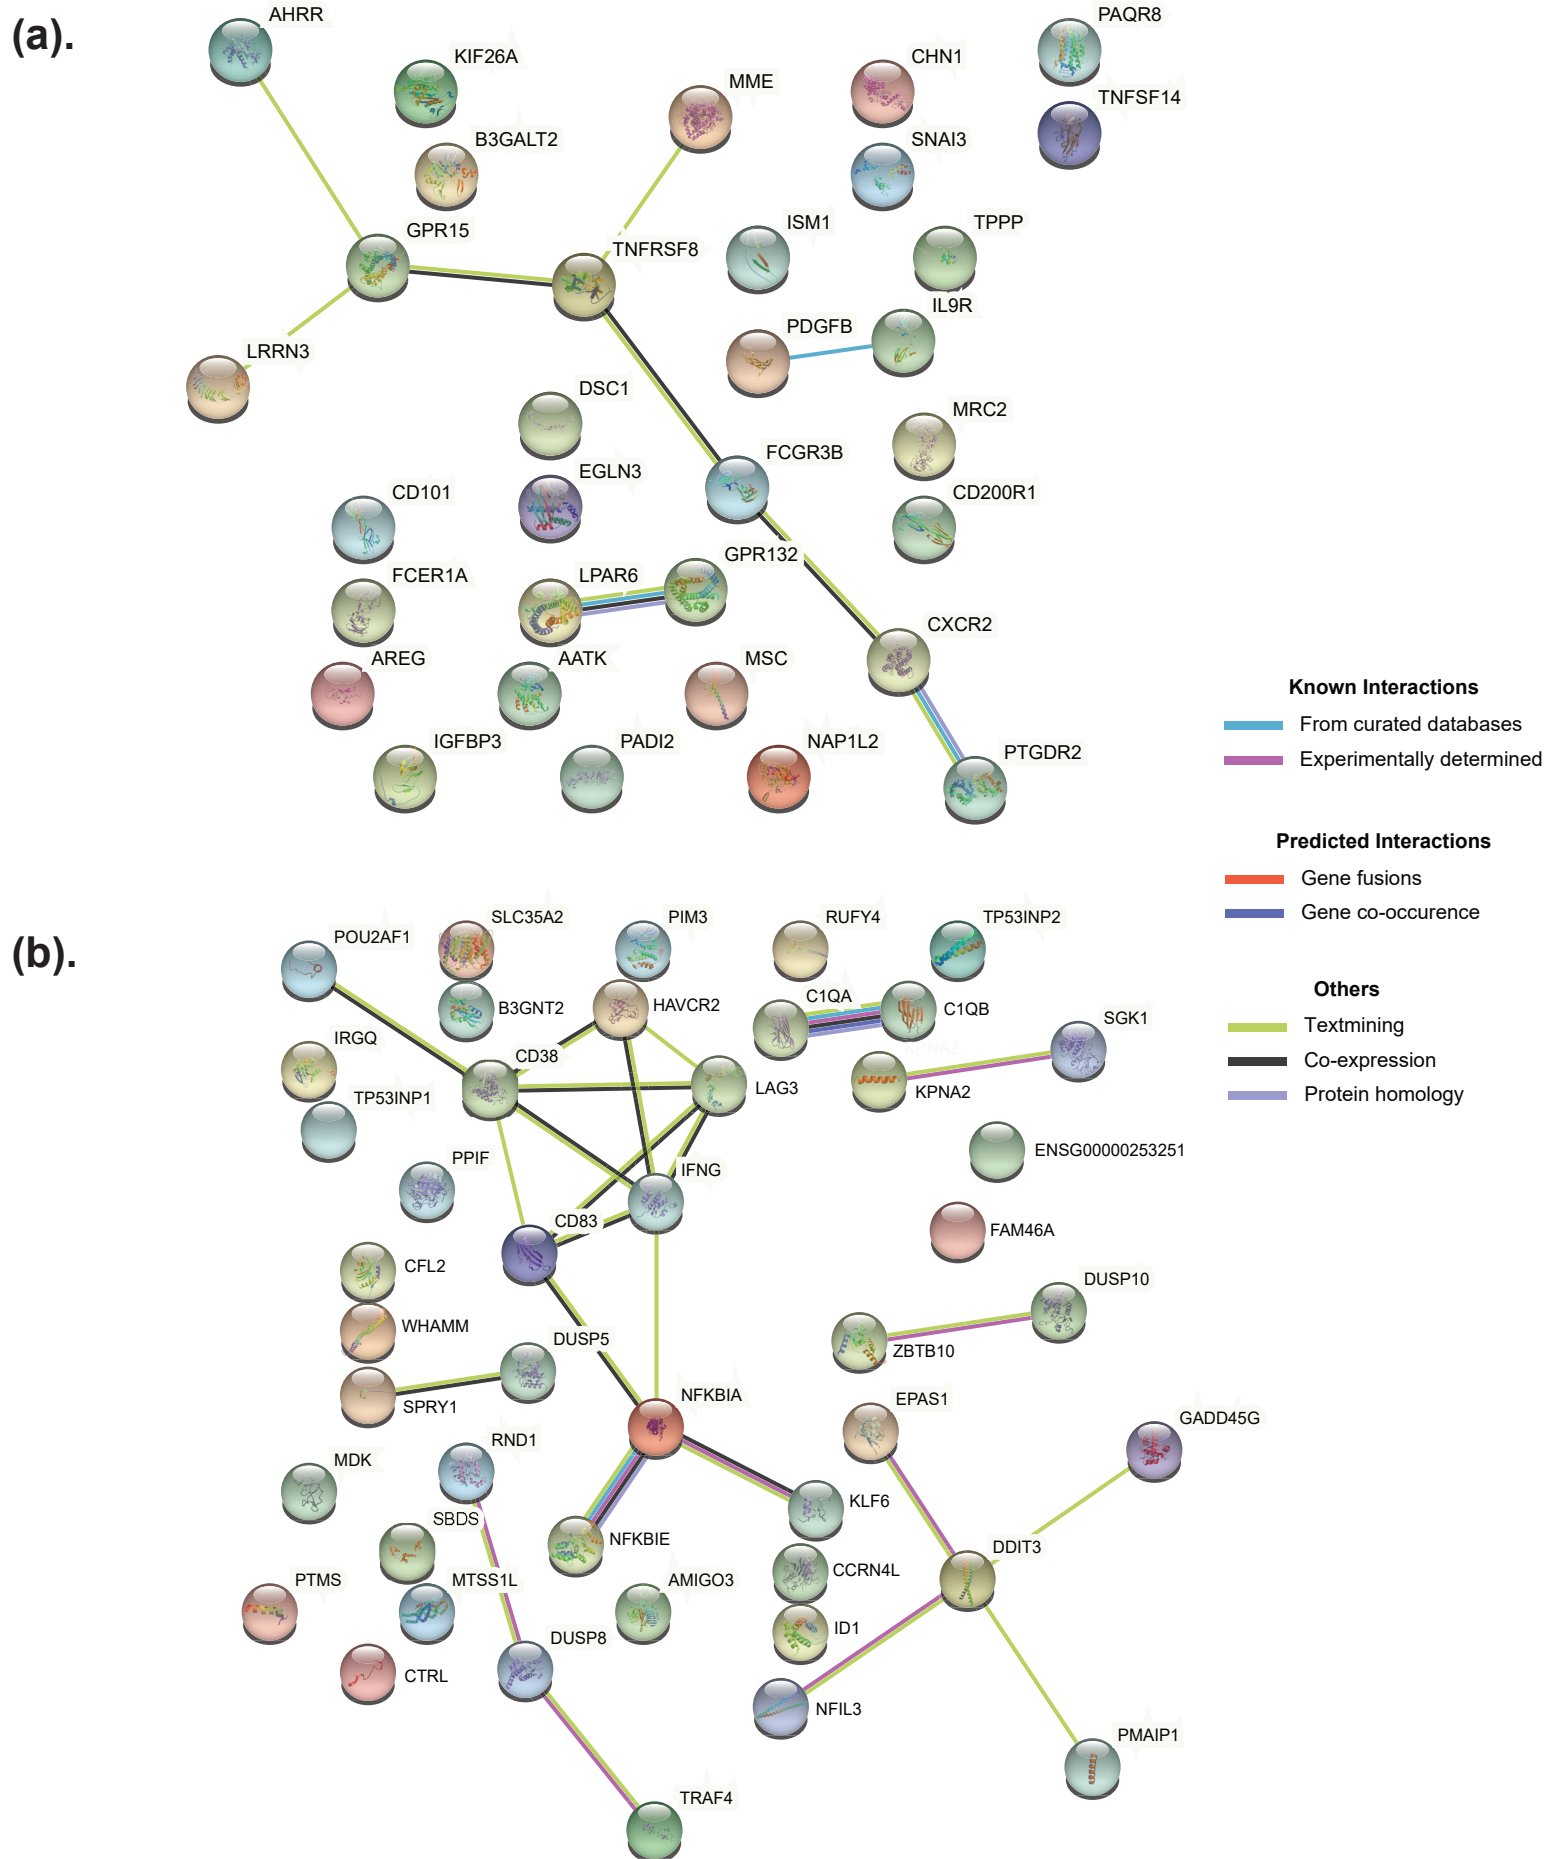 (a).
AHRR
KIF26A
B3GALT2
GPR15
LRRN3
MME
TNFRSF8
CHN1
SNAI3
PAQR8
TNFSF14
ISM1
TPPP
PDGFB
IL9R
DSC1
EGLN3
FCGR3B
MRC2
CD200R1
CD101
FCER1A
LPAR6
GPR132
CXCR2
AREG
AATK
MSC
IGFBP3
PADI2
NAP1L2
PTGDR2
Known Interactions
From curated databases
Experimentally determined
Predicted Interactions
Gene fusions
Gene co-occurence
Others
Textmining
Co-expression
Protein homology
(b).
POU2AF1
SLC35A2
PIM3
RUFY4
TP53INP2
B3GNT2
HAVCR2
C1QA
C1QB
SGK1
IRGQ
CD38
LAG3
KPNA2
KPNA2
TP53INP1
PPIF
IFNG
ENSG00000253251
CD83
FAM46A
CFL2
WHAMM
DUSP5
SPRY1
DUSP10
ZBTB10
NFKBIA
EPAS1
GADD45G
MDK
RND1
SBDS
NFKBIE
KLF6
DDIT3
PTMS
MTSS1L
AMIGO3
CCRN4L
ID1
CTRL
DUSP8
NFIL3
PMAIP1
TRAF4